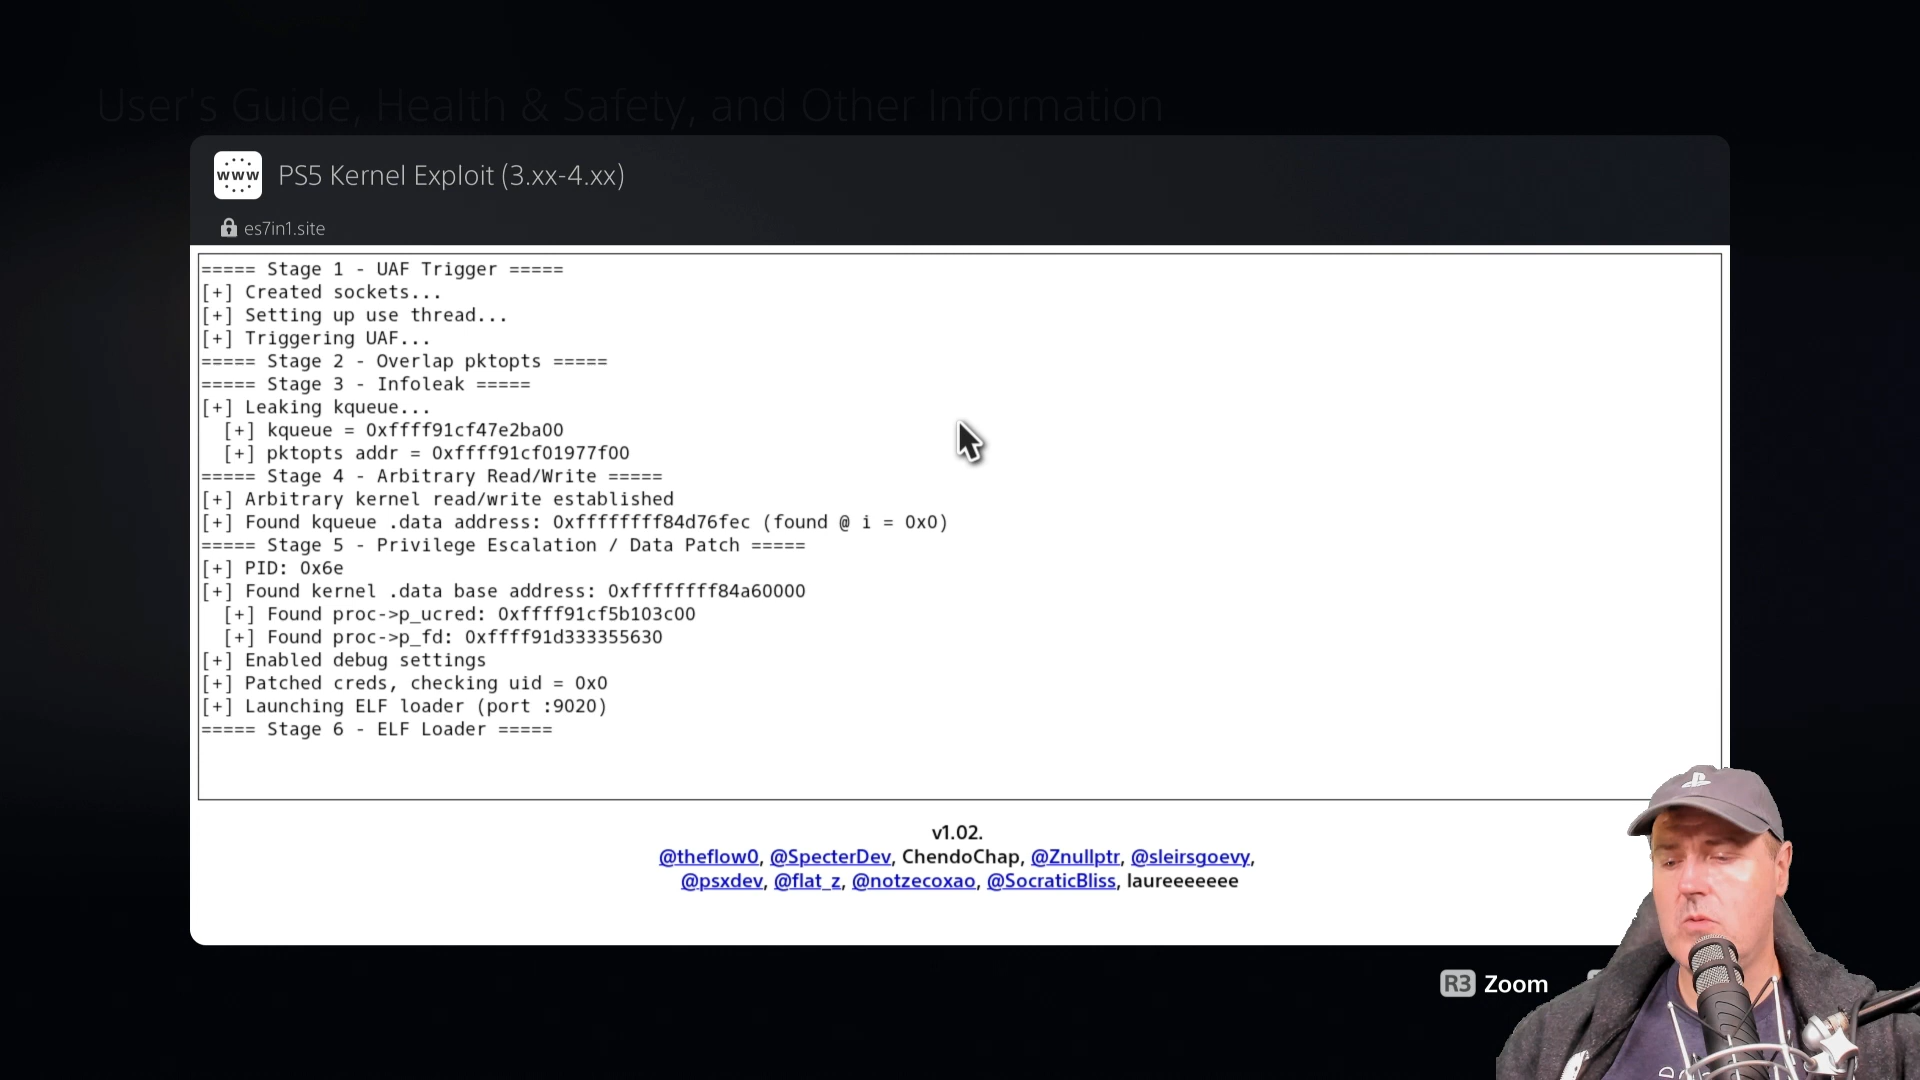 User's Guide, Health & Safety, and Other Information
www
PS5 Kernel Exploit (3.xx-4.xx)
es7in1.site
===== Stage 1 - UAF Trigger =====
[+] Created sockets...
[+] Setting up use thread...
[+] Triggering UAF...
===== Stage 2 - Overlap pktopts =====
===== Stage 3 - Infoleak =====
[+] Leaking kqueue...
[+] kqueue = 0xffff91cf47e2ba00
[+] pktopts addr = 0xffff91cf01977f00
===== Stage 4 - Arbitrary Read/Write =====
[+] Arbitrary kernel read/write established
[+] Found kqueue .data address: 0xffffffff84d76fec (found @ i = 0x0)
===== Stage 5 - Privilege Escalation / Data Patch =====
[+] PID: 0x6e
[+] Found kernel .data base address: 0xffffffff84a60000
[+] Found proc->p_ucred: 0xffff91cf5b103c00
[+] Found proc->p_fd: 0xffff91d333355630
[+] Enabled debug settings
[+] Patched creds, checking uid = 0x0
[+] Launching ELF loader (port :9020)
===== Stage 6 - ELF Loader =====
v1.02.
@theflow0, @SpecterDev, ChendoChap, @Znullptr, @sleirsgoevy,
@psxdev, @flat_z, @notzecoxao, @SocraticBliss, laureeeeeee
R3 Zoom